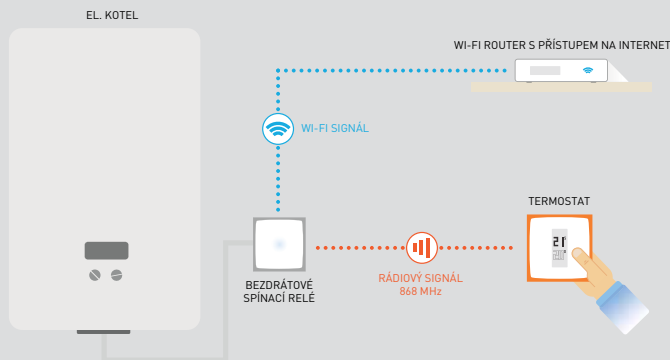 EL. KOTEL
WI-FI ROUTER S PŘÍSTUPEM NA INTERNET
WI-FI SIGNÁL
TERMOSTAT
21°
BEZDRÁTOVÉ
SPÍNACÍ RELÉ
RÁDIOVÝ SIGNÁL
868 MHz